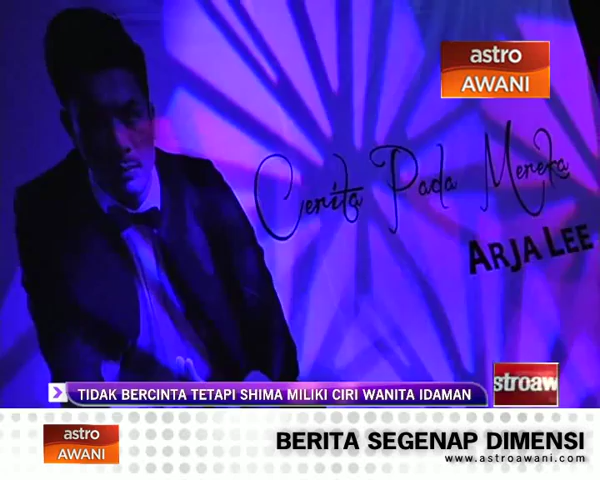 astro
AWANI
Cerita Pada Mereka
ARJA LEE
TIDAK BERCINTA TETAPI SHIMA MILIKI CIRI WANITA IDAMAN
stroaw
astro
AWANI
BERITA SEGENAP DIMENSI
www.astroawani.com